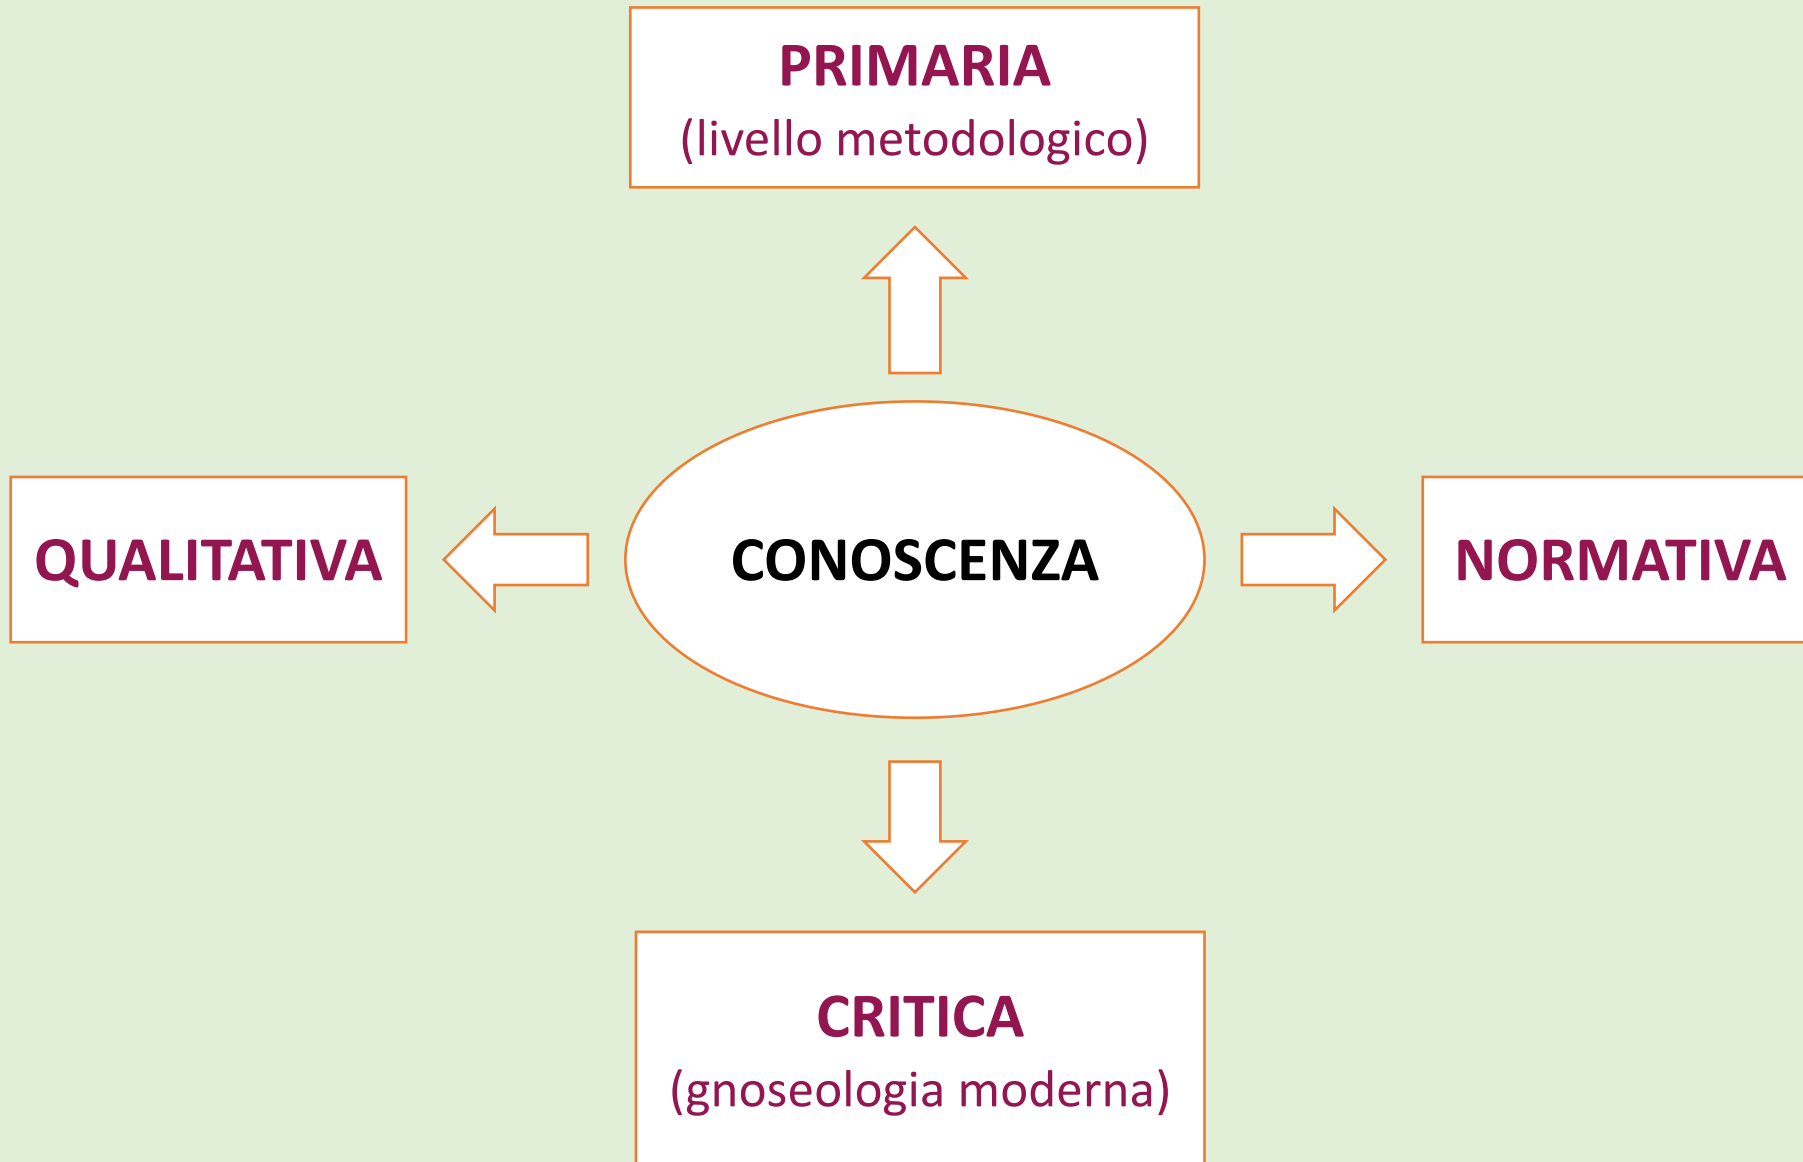 PRIMARIA
(livello metodologico)
QUALITATIVA
CONOSCENZA
NORMATIVA
CRITICA
(gnoseologia moderna)